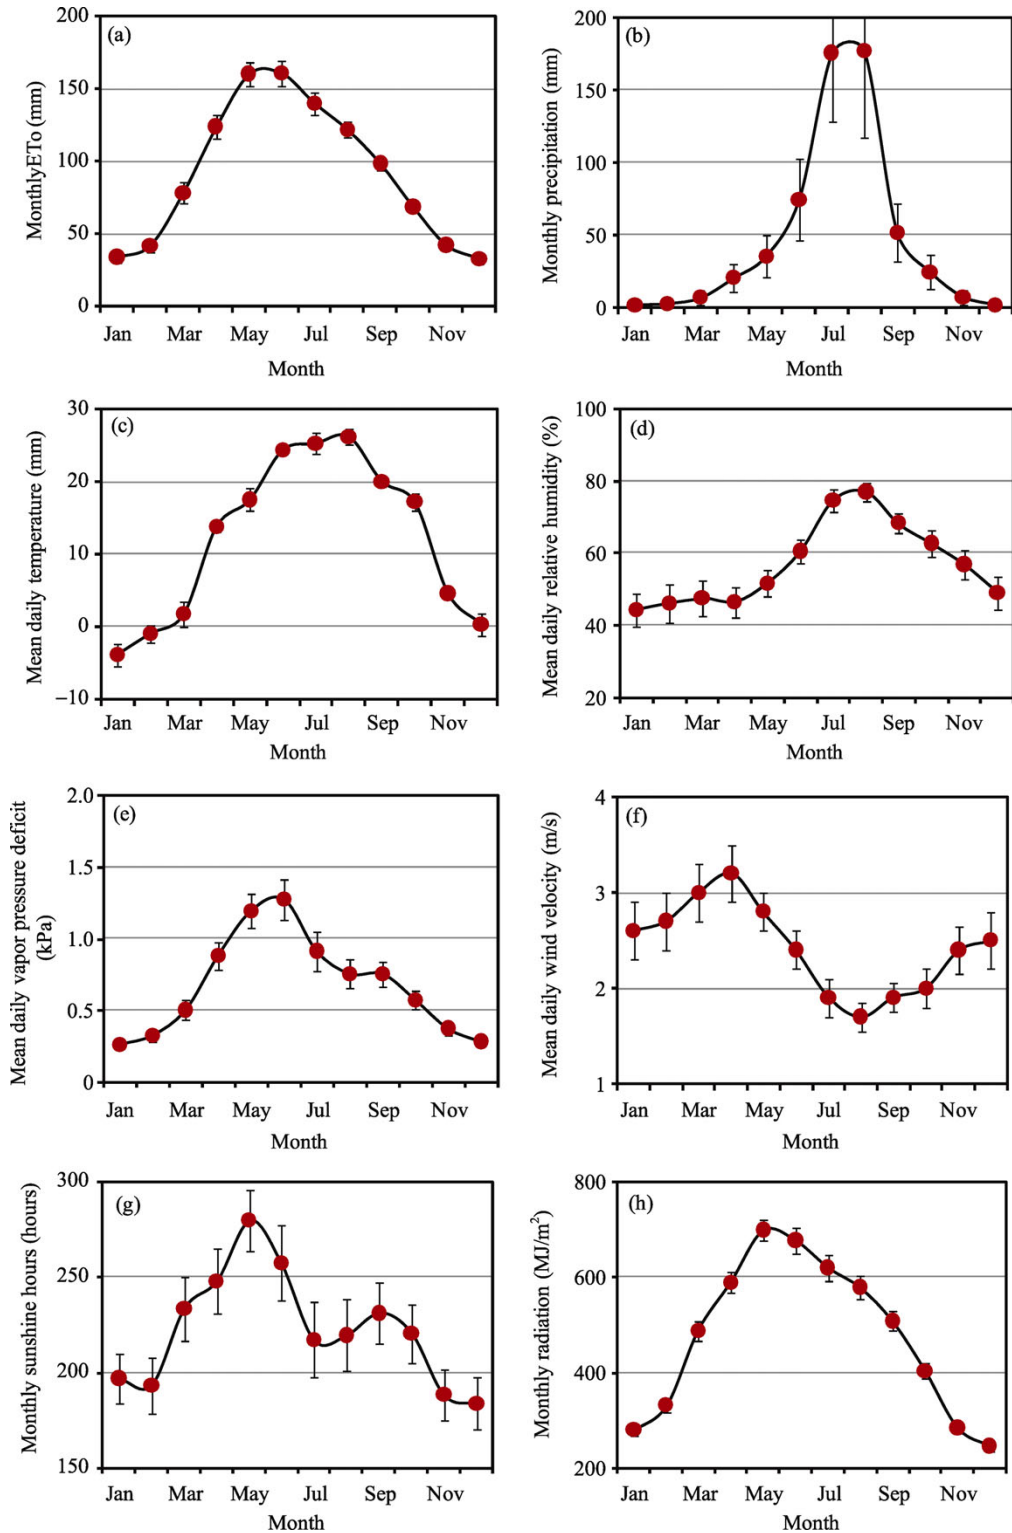 (a)
MonthlyETo (mm)
200
150
100
50
0
Jan Mar May Jul Sep Nov
Month
(b)
Monthly precipitation (mm)
200
150
100
50
0
Jan Mar May Jul Sep Nov
Month
(c)
Mean daily temperature (mm)
30
20
10
0
−10
Jan Mar May Jul Sep Nov
Month
(d)
Mean daily relative humidity (%)
100
80
60
40
20
Jan Mar May Jul Sep Nov
Month
(e)
Mean daily vapor pressure deficit
(kPa)
2.0
1.5
1.0
0.5
0
Jan Mar May Jul Sep Nov
Month
(f)
Mean daily wind velocity (m/s)
4
3
2
1
Jan Mar May Jul Sep Nov
Month
(g)
Monthly sunshine hours (hours)
300
250
200
150
Jan Mar May Jul Sep Nov
Month
(h)
Monthly radiation (MJ/m²)
800
600
400
200
Jan Mar May Jul Sep Nov
Month